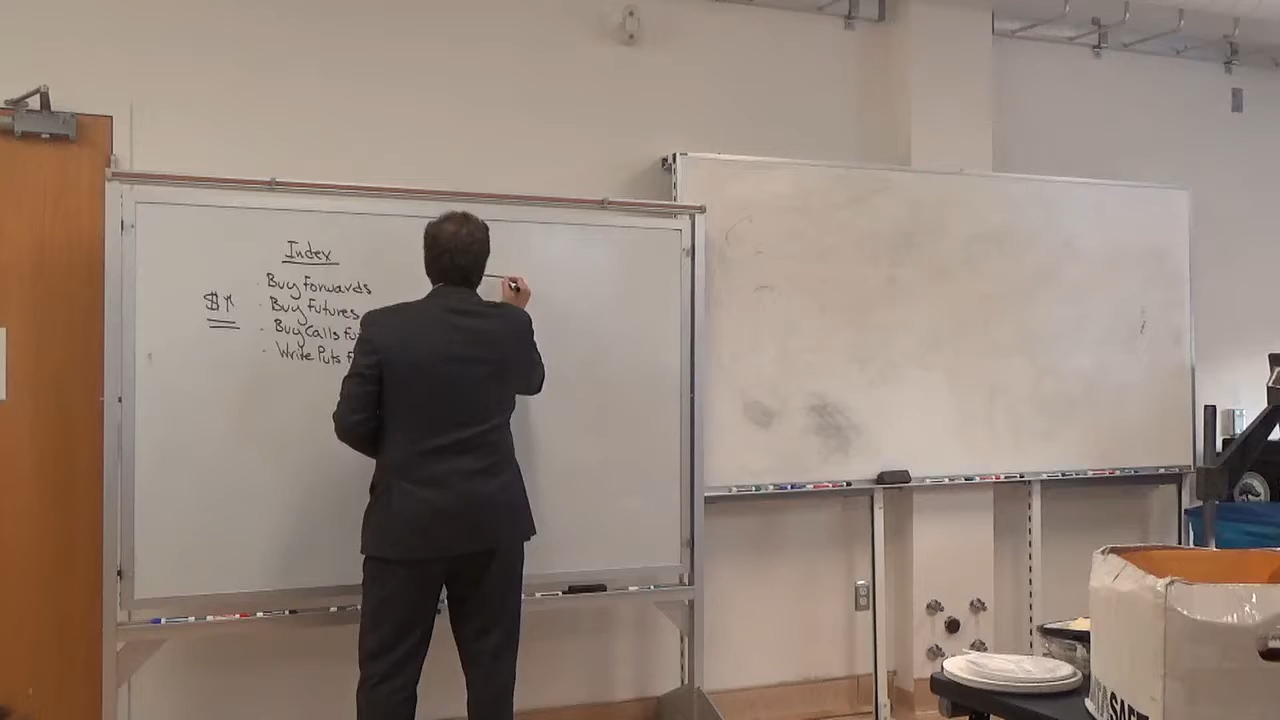 Index
$↑
· Buy Forwards
· Buy Futures
· Buy Calls
· Write Puts